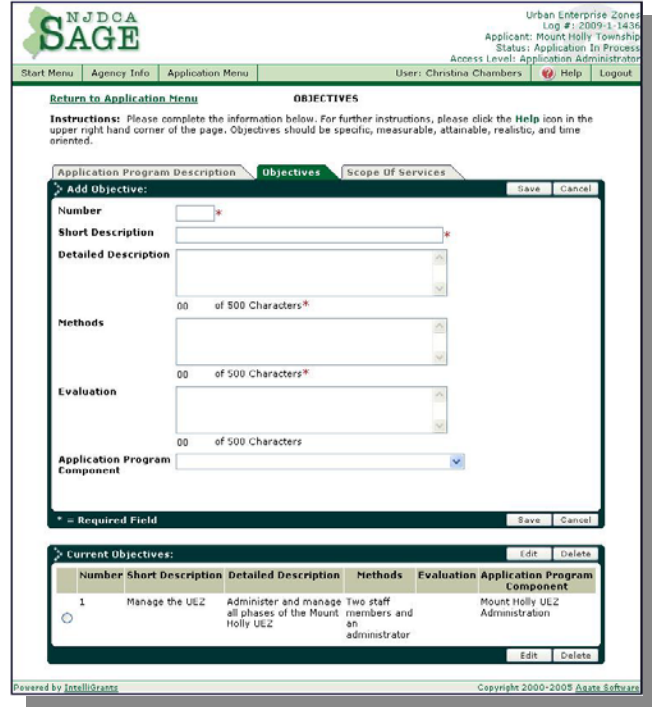 NJDCA
SAGE
Urban Enterprise Zones
Log #: 2009-1-1436
Applicant: Mount Holly Township
Status: Application In Process
Access Level: Application Administrator
Start Menu Agency Info Application Menu User: Christina Chambers Help Logout
Return to Application Menu OBJECTIVES
Instructions: Please complete the information below. For further instructions, please click the Help icon in the
upper right hand corner of the page. Objectives should be specific, measurable, attainable, realistic, and time
oriented.
Application Program Description Objectives Scope Of Services
Add Objective: Save Cancel
Number *
Short Description *
Detailed Description
00 of 500 Characters*
Methods
00 of 500 Characters*
Evaluation
00 of 500 Characters
Application Program
Component
* = Required Field Save Cancel
Current Objectives: Edit Delete
Number Short Description Detailed Description Methods Evaluation Application Program
Component
1 Manage the UEZ Administer and manage Two staff Mount Holly UEZ
all phases of the Mount members and Administration
Holly UEZ an
administrator
Edit Delete
Powered by IntelliGrants Copyright 2000-2005 Agate Software